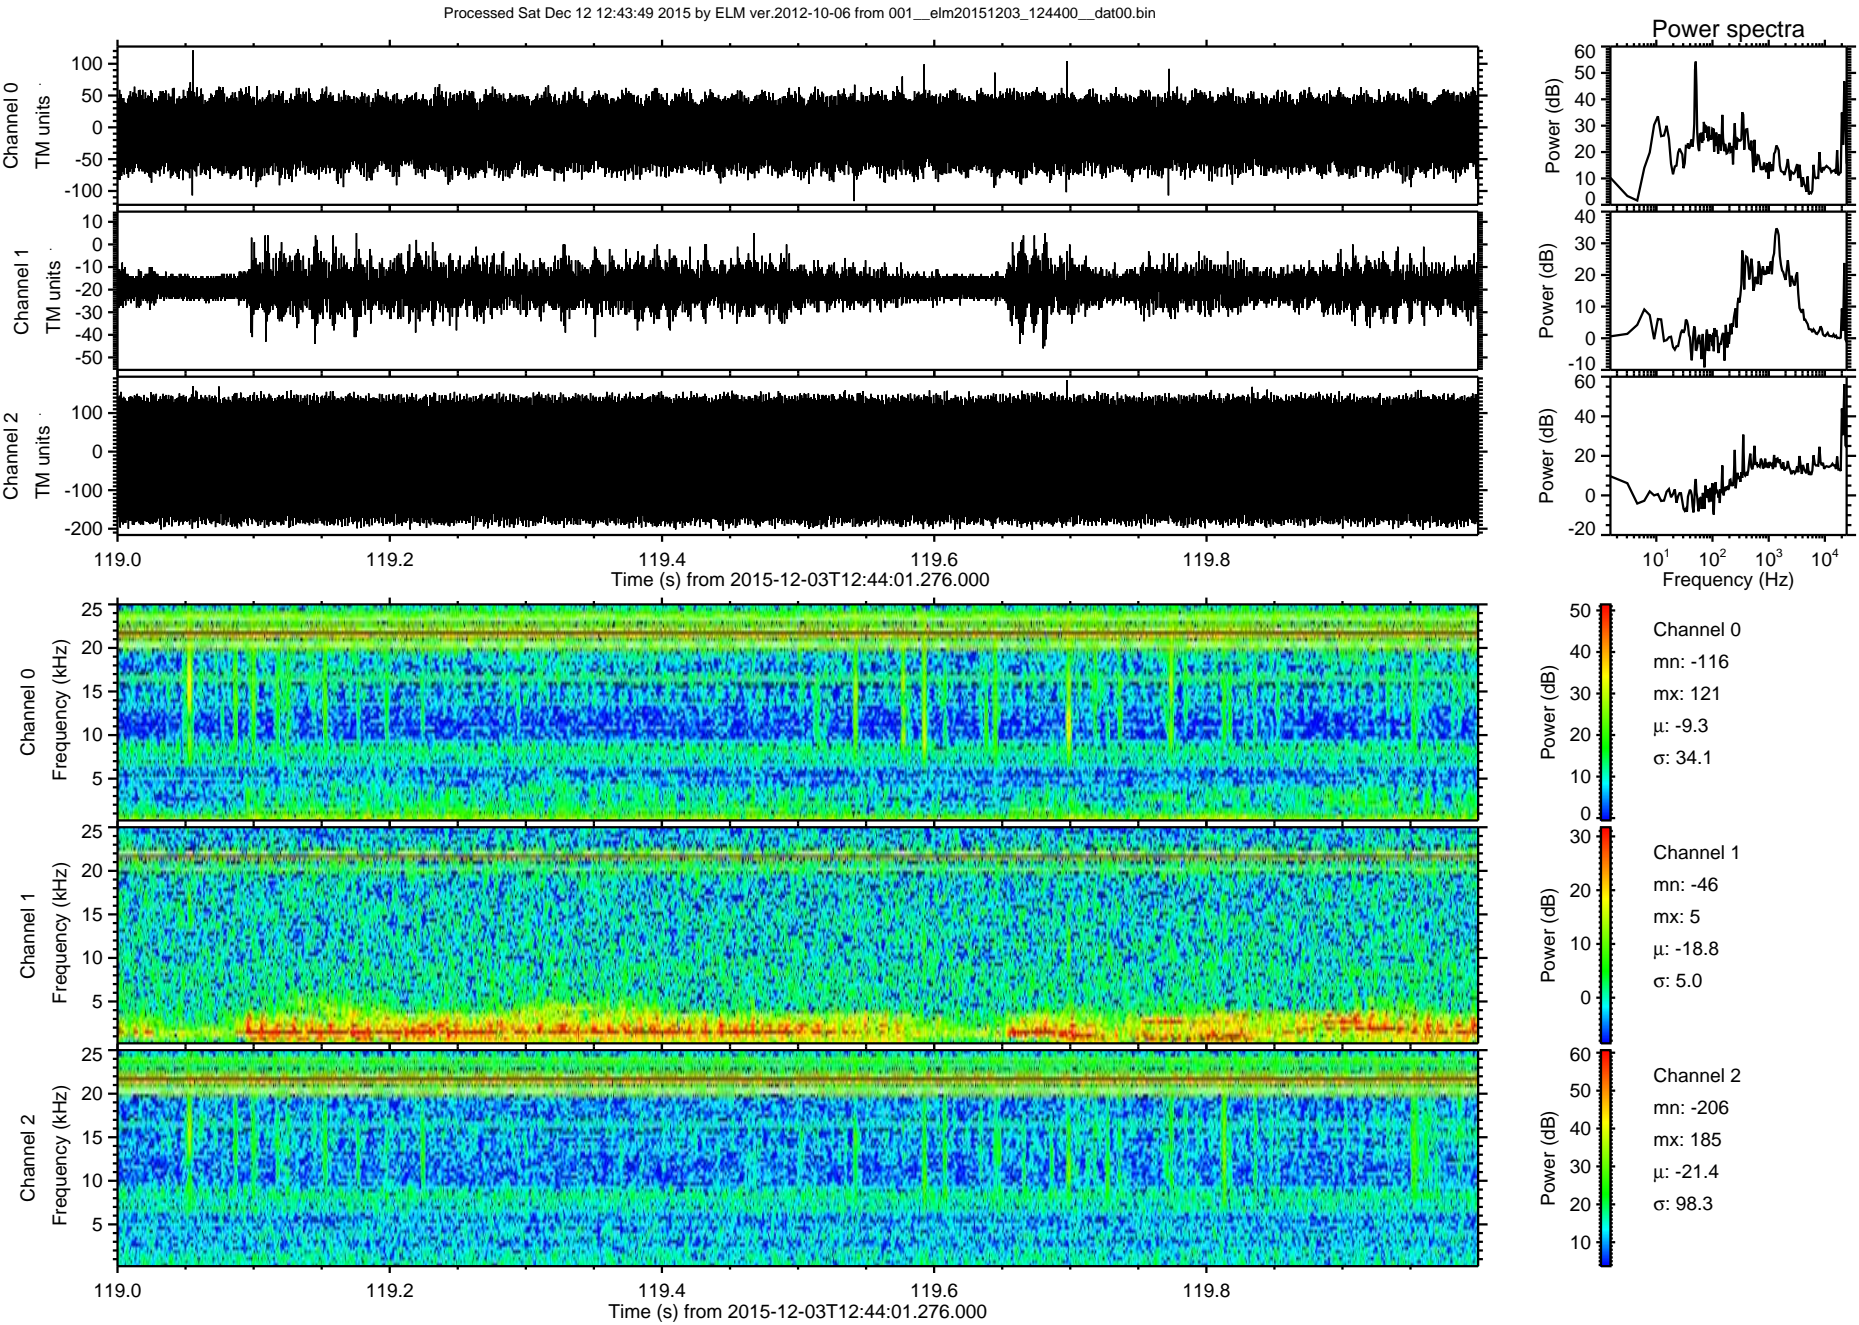 Processed Sat Dec 12 12:43:49 2015 by ELM ver.2012-10-06 from 001__elm20151203_124400__dat00.bin
Power spectra
Channel 0
TM units
100
50
0
-50
-100
Power (dB)
60
50
40
30
20
10
0
Channel 1
TM units
10
0
-10
-20
-30
-40
-50
Power (dB)
40
30
20
10
0
-10
Channel 2
TM units
100
0
-100
-200
Power (dB)
60
40
20
0
-20
119.0 119.2 119.4 119.6 119.8
Time (s) from 2015-12-03T12:44:01.276.000
10¹ 10² 10³ 10⁴
Frequency (Hz)
Channel 0
Frequency (kHz)
25
20
15
10
5
Power (dB)
50
40
30
20
10
0
Channel 0
mn: -116
mx: 121
μ: -9.3
σ: 34.1
Channel 1
Frequency (kHz)
25
20
15
10
5
Power (dB)
30
20
10
0
Channel 1
mn: -46
mx: 5
μ: -18.8
σ: 5.0
Channel 2
Frequency (kHz)
25
20
15
10
5
Power (dB)
60
50
40
30
20
10
Channel 2
mn: -206
mx: 185
μ: -21.4
σ: 98.3
119.0 119.2 119.4 119.6 119.8
Time (s) from 2015-12-03T12:44:01.276.000